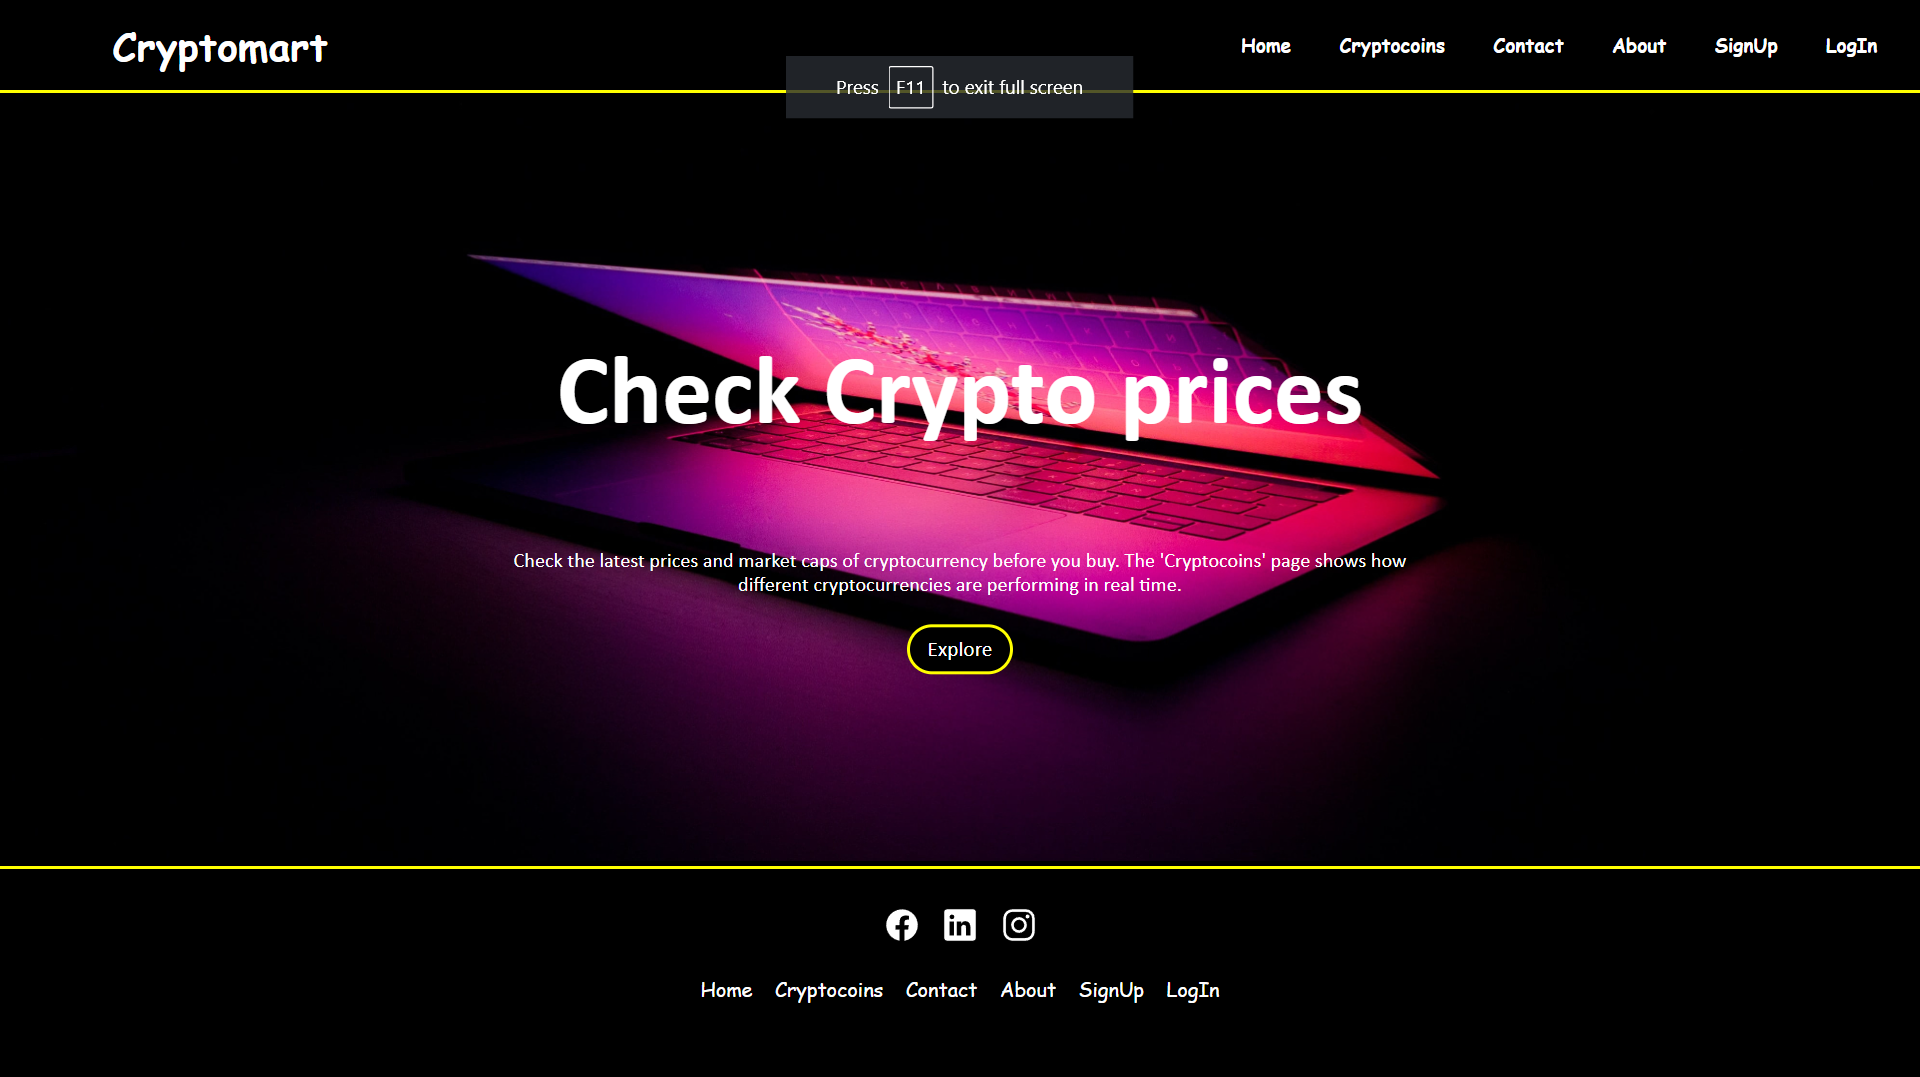 Cryptomart
Home Cryptocoins Contact About SignUp LogIn
Press F11 to exit full screen
Check Crypto prices
Check the latest prices and market caps of cryptocurrency before you buy. The 'Cryptocoins' page shows how
different cryptocurrencies are performing in real time.
Explore
Home Cryptocoins Contact About SignUp LogIn